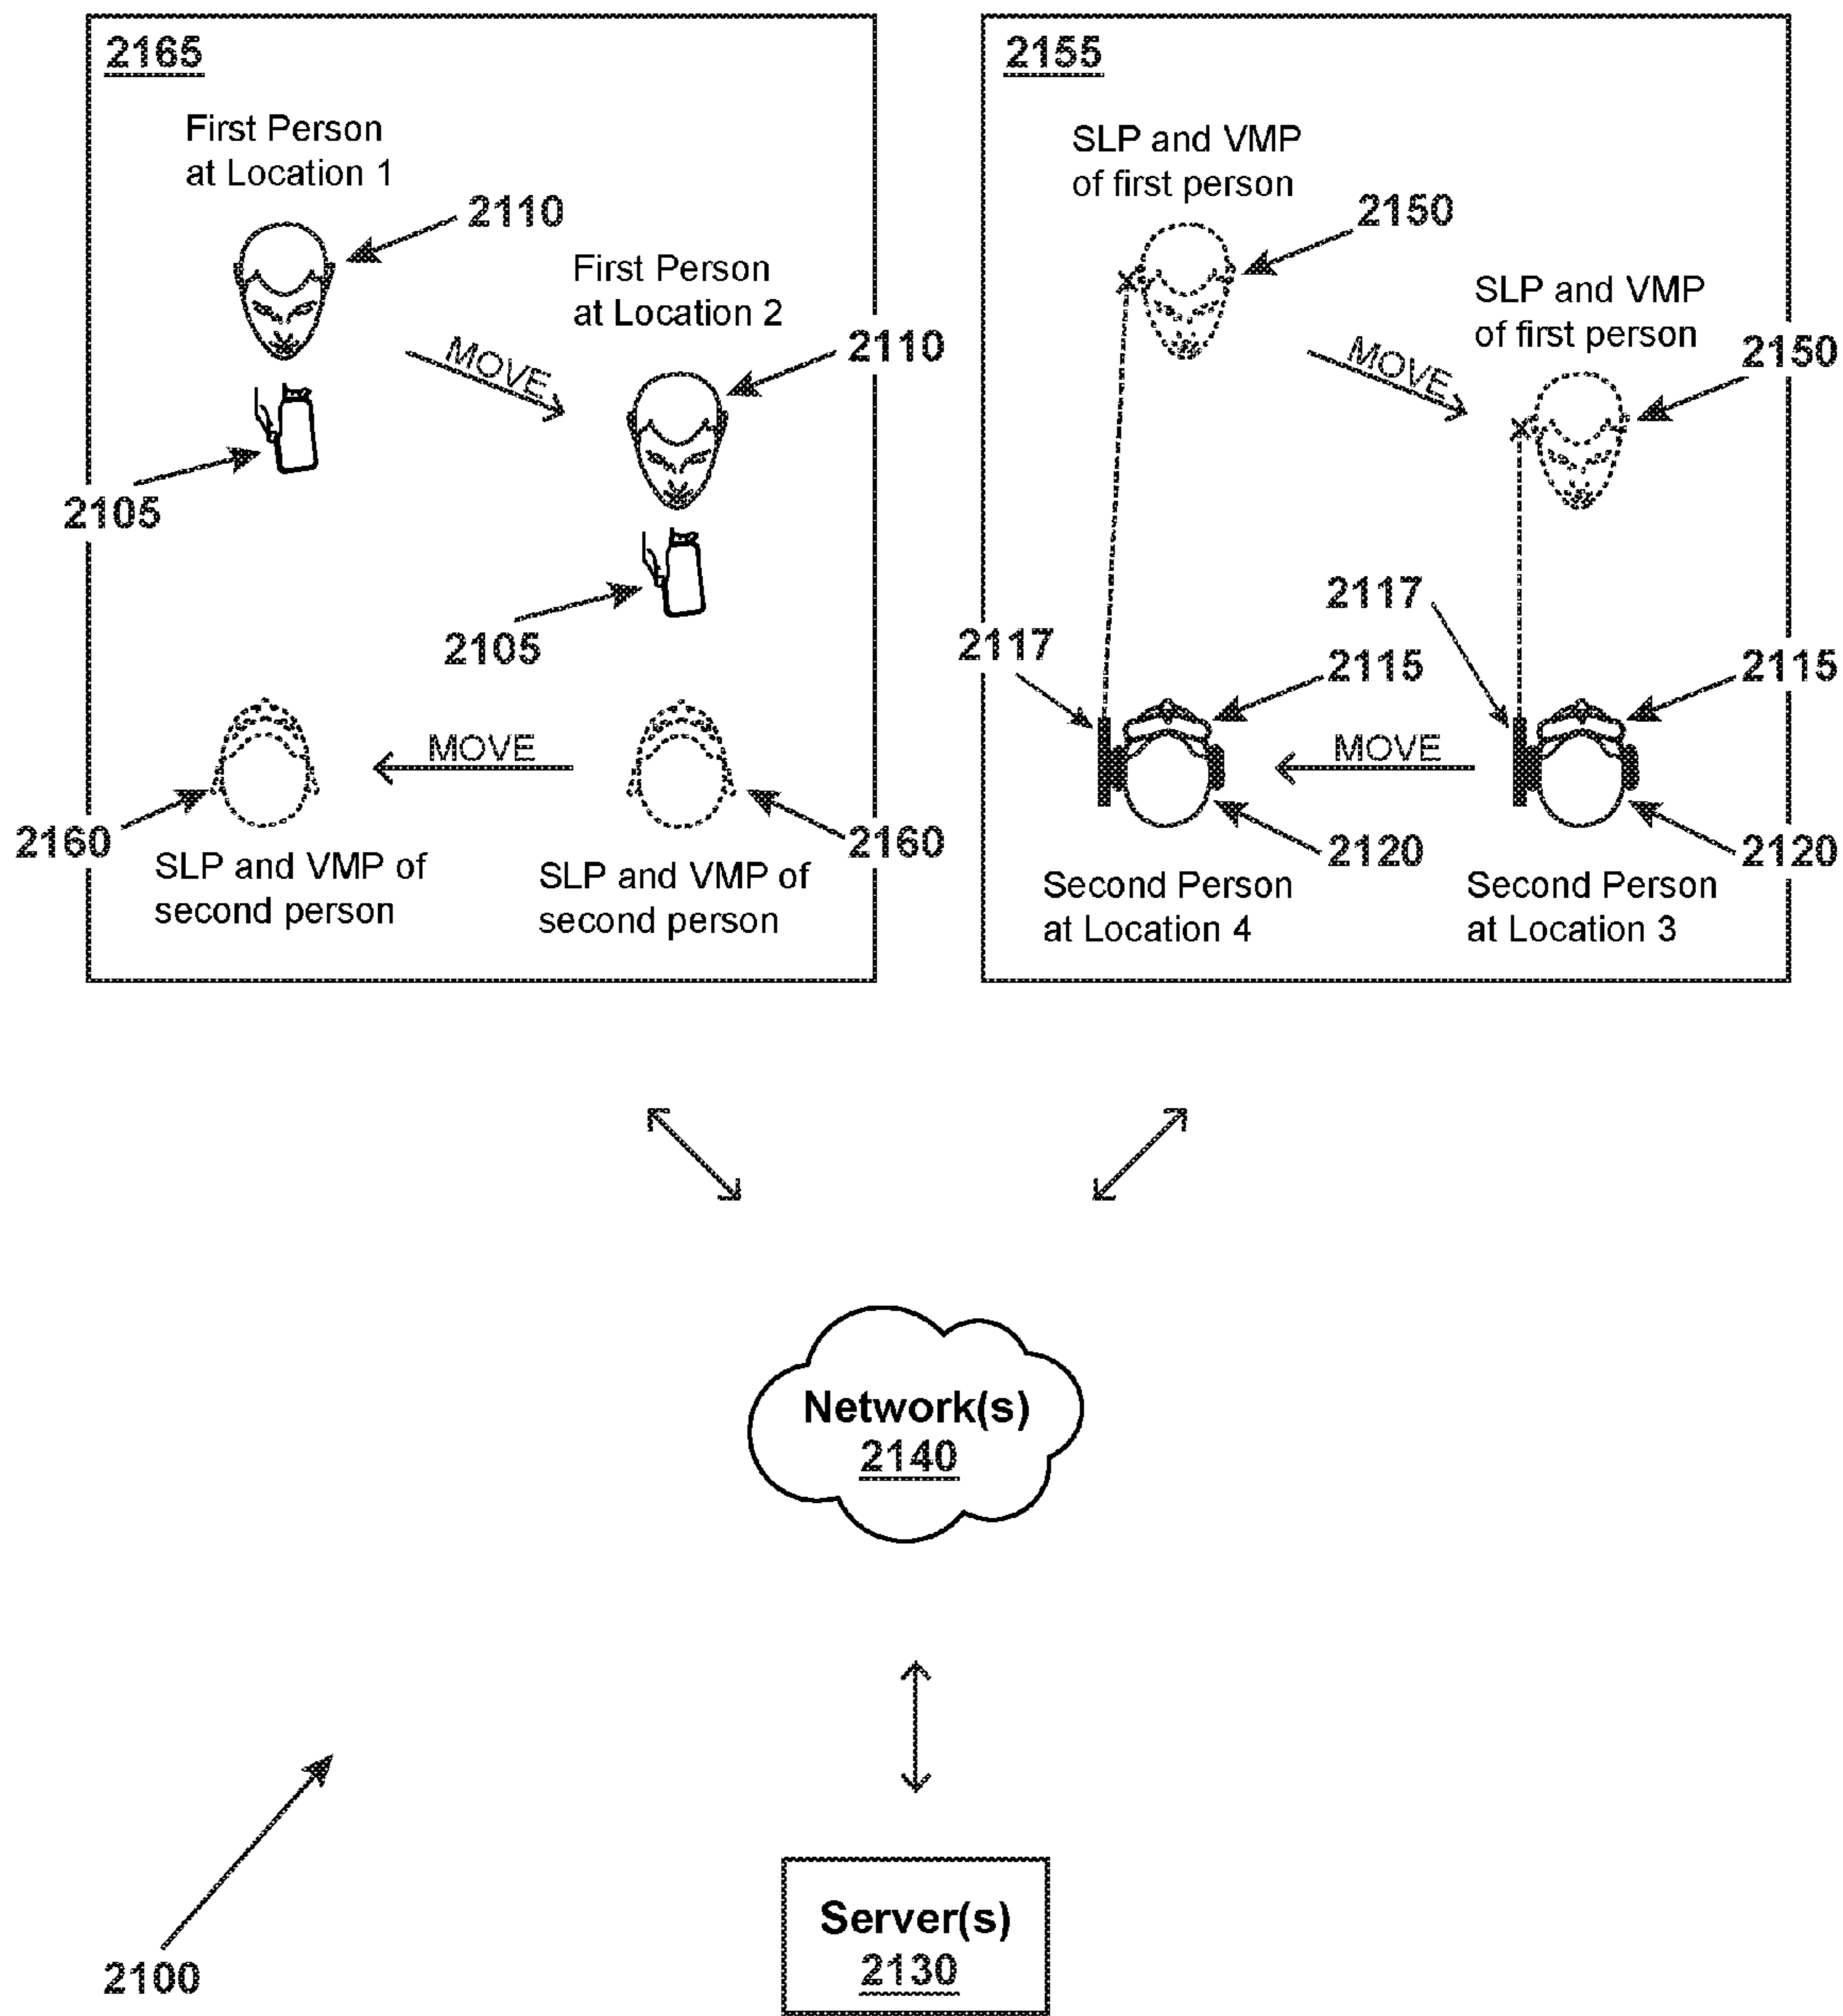 2165
First Person
at Location 1
2110
First Person
at Location 2
2110
MOVE
2105
2105
MOVE
2160
2160
SLP and VMP of
second person
SLP and VMP of
second person
2155
SLP and VMP
of first person
2150
SLP and VMP
of first person
2150
MOVE
2117
2117
2115
2115
MOVE
2120
2120
Second Person
at Location 4
Second Person
at Location 3
Network(s)
2140
Server(s)
2130
2100